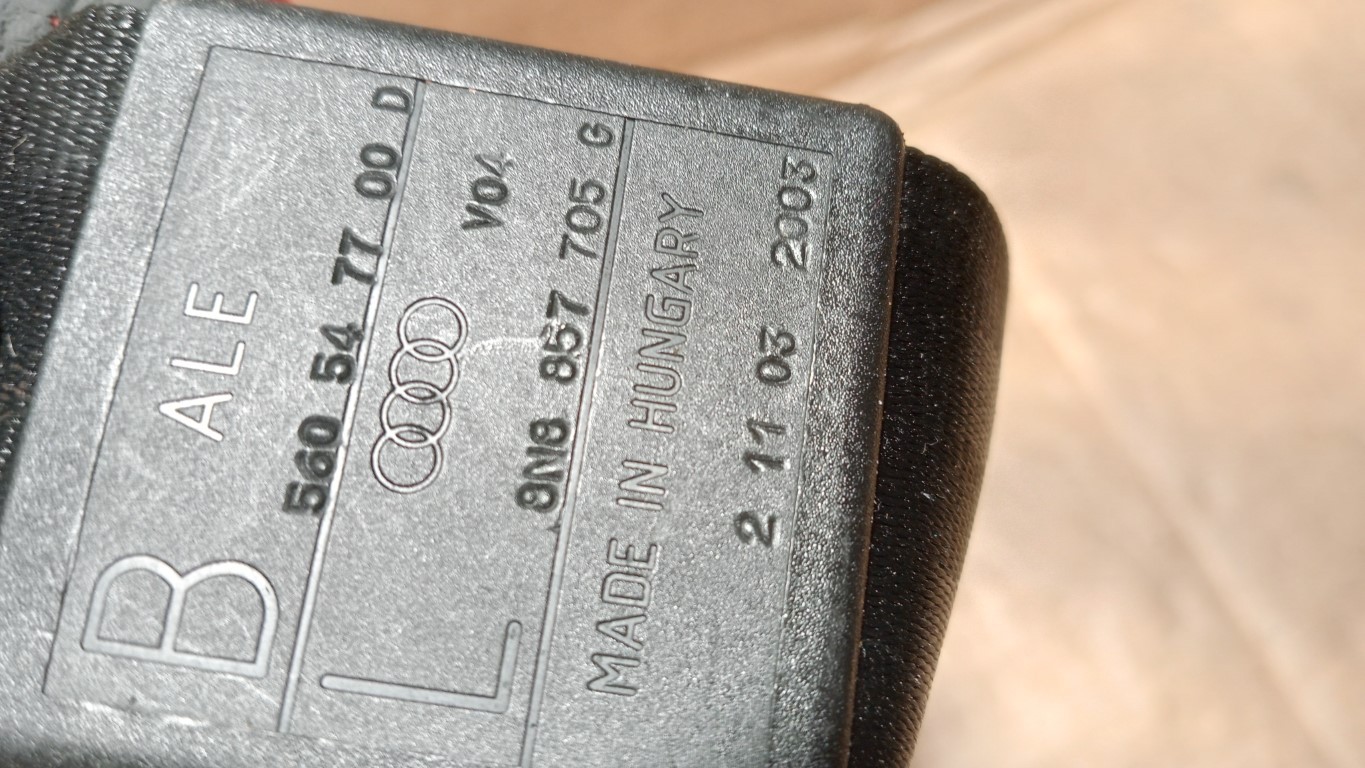 B ALE
560 54 77 00 D
L V04
8N8 857 705 G
MADE IN HUNGARY
2 11 03 2003